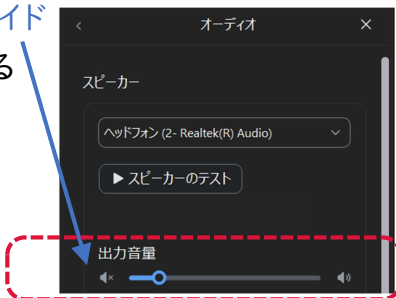 イド
る
オーディオ
スピーカー
ヘッドフォン (2- Realtek(R) Audio)
スピーカーのテスト
出力音量